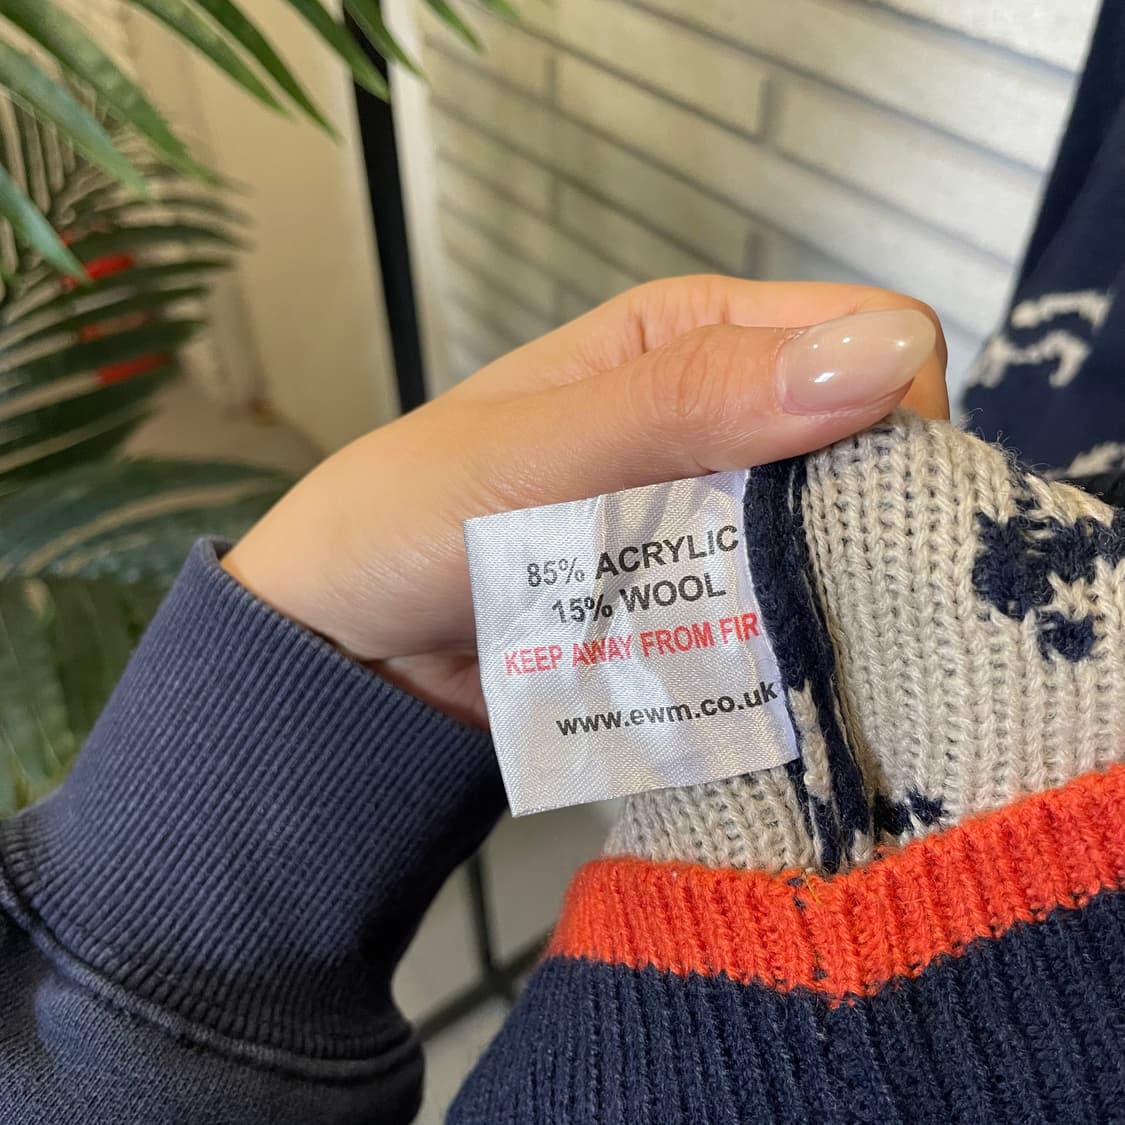 85% ACRYLIC
15% WOOL
KEEP AWAY FROM FIR
www.ewm.co.uk